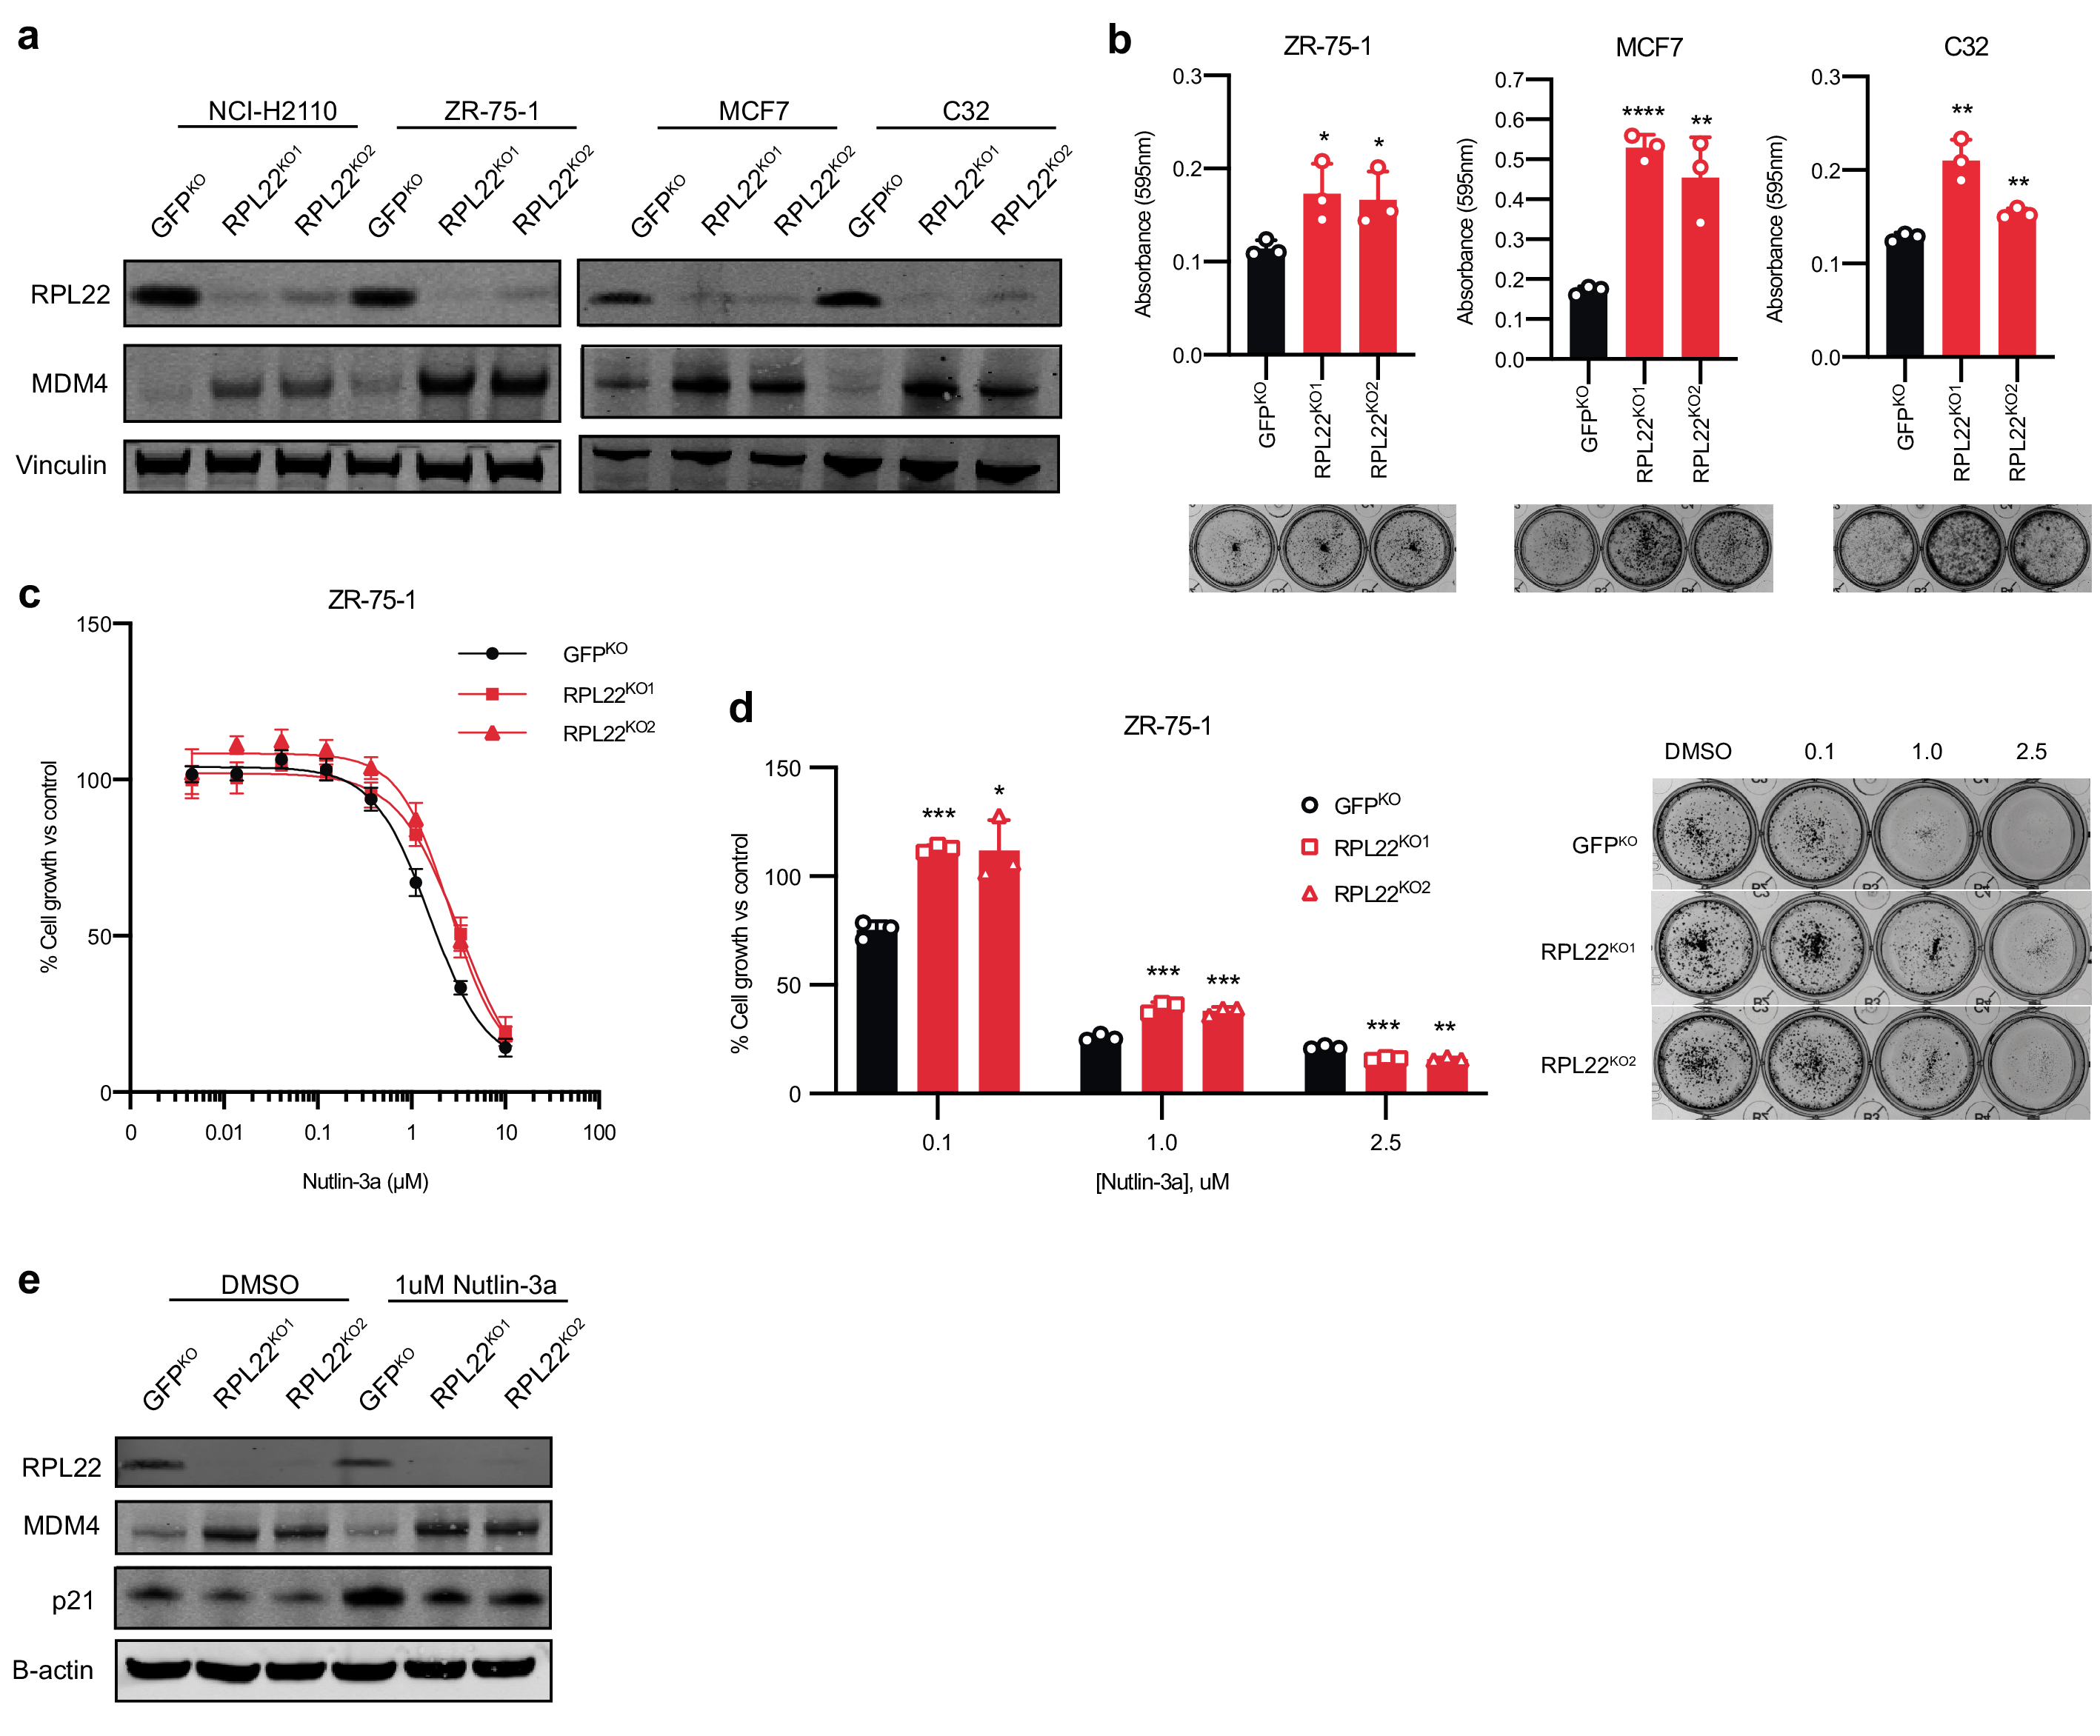 a
NCI-H2110 ZR-75-1 MCF7 C32
GFPKO RPL22KO1 RPL22KO2 GFPKO RPL22KO1 RPL22KO2 GFPKO RPL22KO1 RPL22KO2 GFPKO RPL22KO1 RPL22KO2
RPL22
MDM4
Vinculin
b
ZR-75-1
Absorbance (595nm)
0.3
0.2
0.1
0.0
* *
GFPKO RPL22KO1 RPL22KO2
MCF7
Absorbance (595nm)
0.7
0.6
0.5
0.4
0.3
0.2
0.1
0.0
**** **
GFPKO RPL22KO1 RPL22KO2
C32
Absorbance (595nm)
0.3
0.2
0.1
0.0
** **
GFPKO RPL22KO1 RPL22KO2
c
ZR-75-1
% Cell growth vs control
150
100
50
0
GFPKO
RPL22KO1
RPL22KO2
0 0.01 0.1 1 10 100
Nutlin-3a (µM)
d
ZR-75-1
% Cell growth vs control
150
100
50
0
*** *
*** ***
*** **
GFPKO
RPL22KO1
RPL22KO2
0.1 1.0 2.5
[Nutlin-3a], uM
DMSO 0.1 1.0 2.5
GFPKO
RPL22KO1
RPL22KO2
e
DMSO 1uM Nutlin-3a
GFPKO RPL22KO1 RPL22KO2 GFPKO RPL22KO1 RPL22KO2
RPL22
MDM4
p21
B-actin